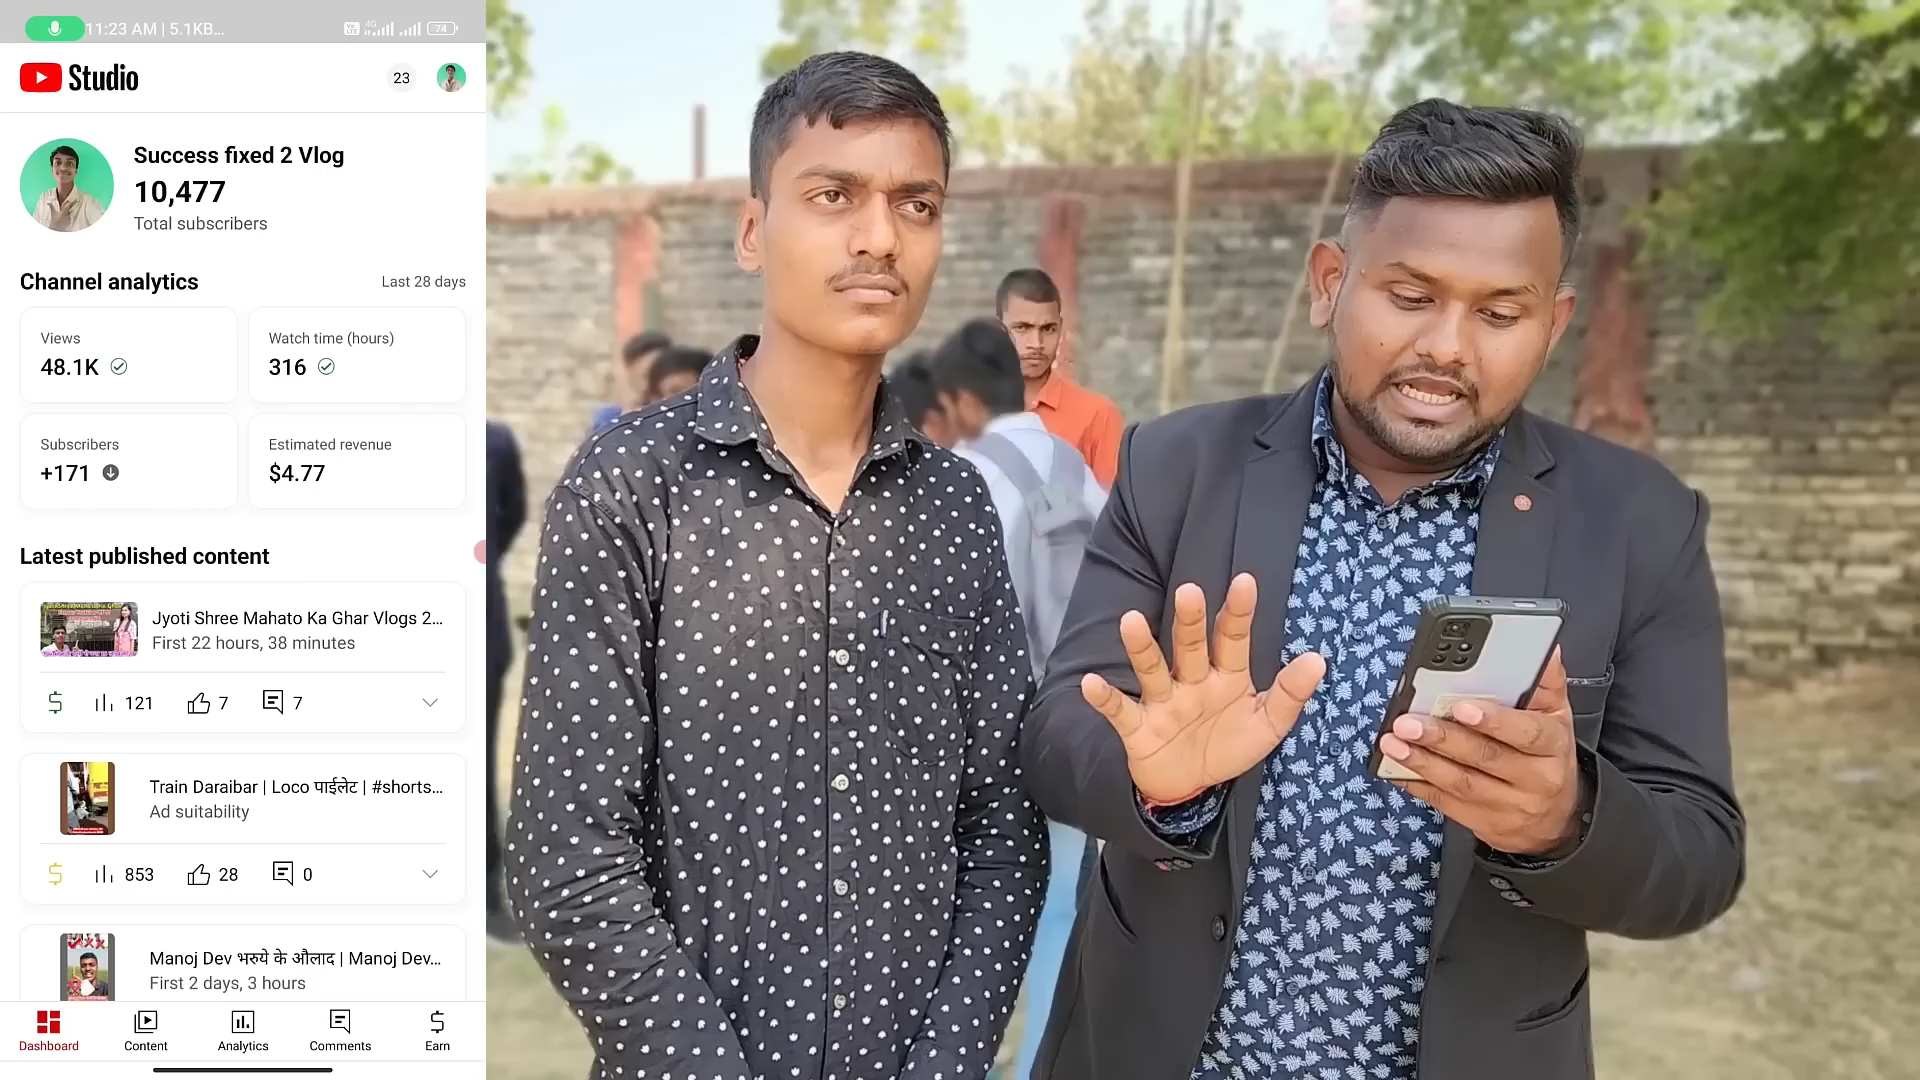 11:23 AM | 5.1KB...
4G
74
Studio
23
Success fixed 2 Vlog
10,477
Total subscribers
Channel analytics
Last 28 days
Views
48.1K
Watch time (hours)
316
Subscribers
+171
Estimated revenue
$4.77
Latest published content
Jyoti Shree Mahato Ka Ghar Vlogs 2...
First 22 hours, 38 minutes
121
7
7
Train Daraibar | Loco पाईलेट | #shorts...
Ad suitability
853
28
0
Manoj Dev भरुये के औलाद | Manoj Dev...
First 2 days, 3 hours
Dashboard
Content
Analytics
Comments
Earn